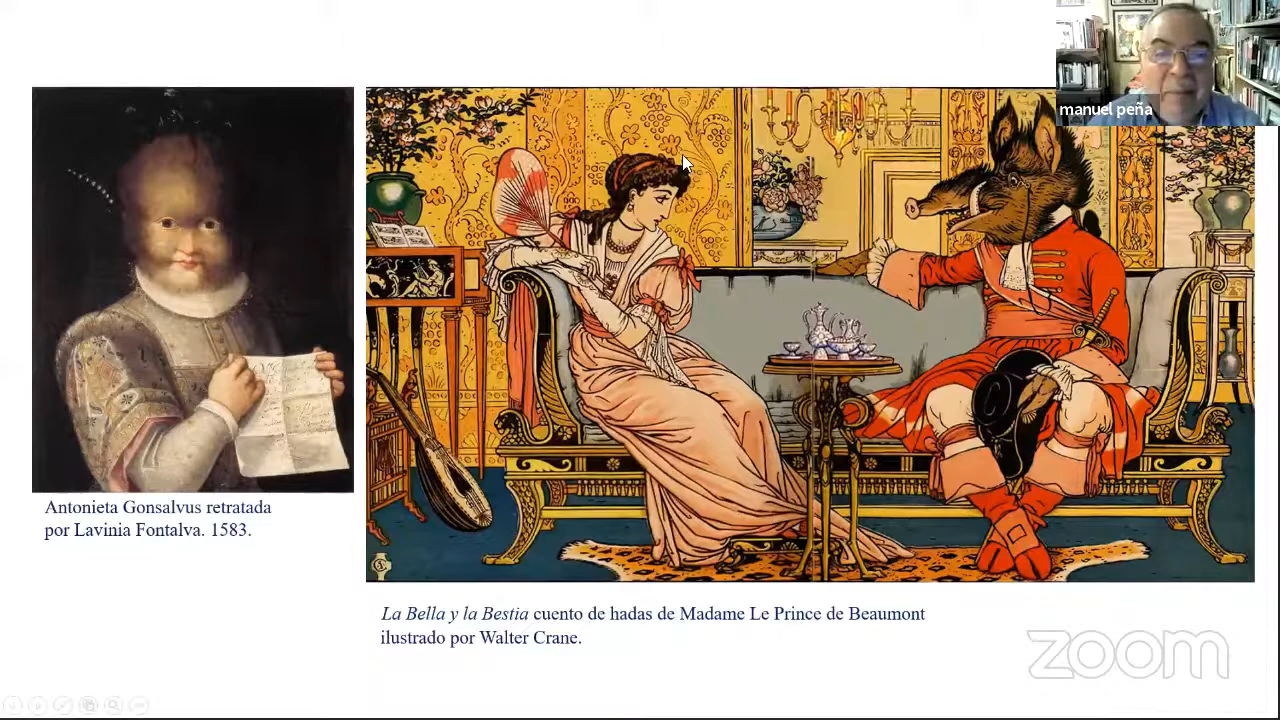 manuel peña
Antonieta Gonsalvus retratada
por Lavinia Fontalva. 1583.
La Bella y la Bestia cuento de hadas de Madame Le Prince de Beaumont
ilustrado por Walter Crane.
zoom